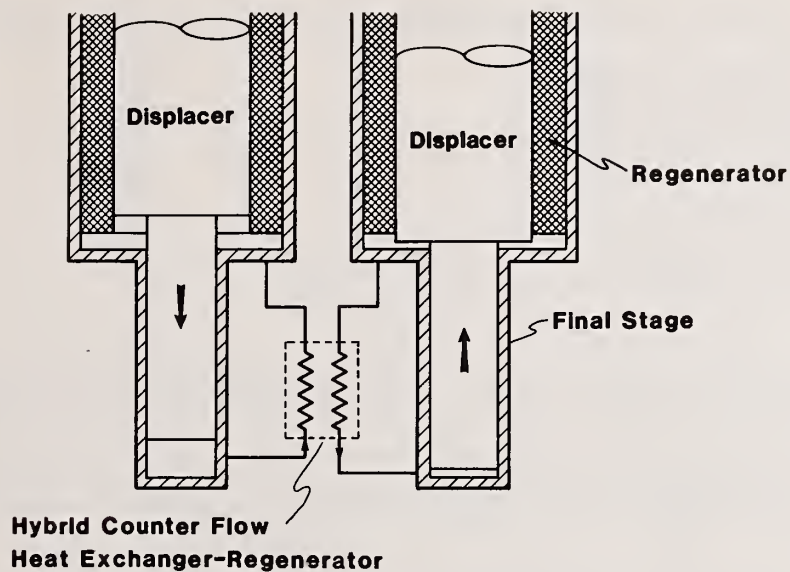 Displacer
Displacer
Regenerator
Final Stage
Hybrid Counter Flow
Heat Exchanger-Regenerator